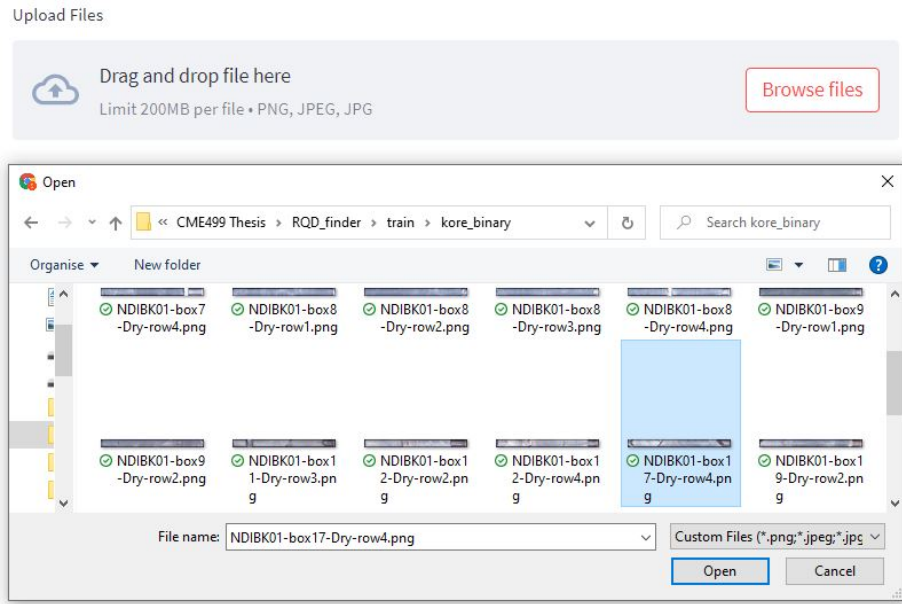 Upload Files
Drag and drop file here
Limit 200MB per file • PNG, JPEG, JPG
Browse files
Open
« CME499 Thesis › RQD_finder › train › kore_binary
Search kore_binary
Organise
New folder
NDIBK01-box7
-Dry-row4.png
NDIBK01-box8
-Dry-row1.png
NDIBK01-box8
-Dry-row2.png
NDIBK01-box8
-Dry-row3.png
NDIBK01-box8
-Dry-row4.png
NDIBK01-box9
-Dry-row1.png
NDIBK01-box9
-Dry-row2.png
NDIBK01-box1
1-Dry-row3.pn
g
NDIBK01-box1
2-Dry-row2.pn
g
NDIBK01-box1
2-Dry-row4.pn
g
NDIBK01-box1
7-Dry-row4.pn
g
NDIBK01-box1
9-Dry-row2.pn
g
File name: NDIBK01-box17-Dry-row4.png
Custom Files (*.png;*.jpeg;*.jpg
Open
Cancel